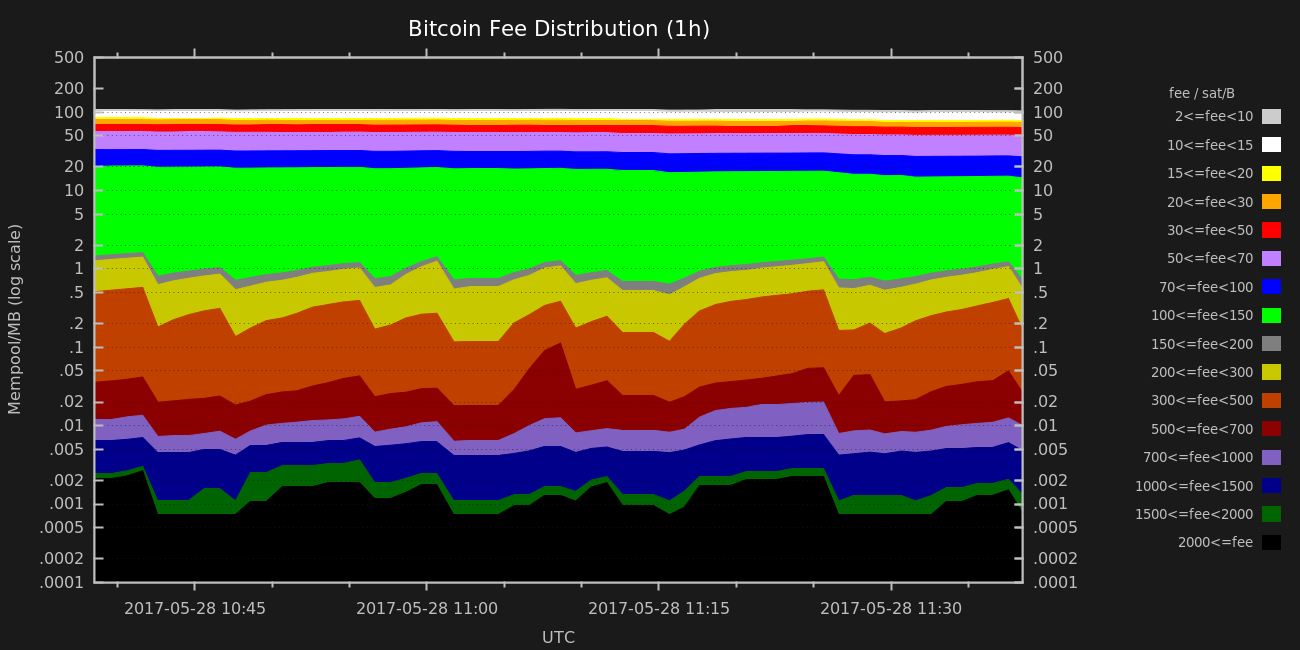 Bitcoin Fee Distribution (1h)
Mempool/MB (log scale)
500
200
100
50
20
10
5
2
1
.5
.2
.1
.05
.02
.01
.005
.002
.001
.0005
.0002
.0001
500
200
100
50
20
10
5
2
1
.5
.2
.1
.05
.02
.01
.005
.002
.001
.0005
.0002
.0001
2017-05-28 10:45
2017-05-28 11:00
2017-05-28 11:15
2017-05-28 11:30
UTC
fee / sat/B
2<=fee<10
10<=fee<15
15<=fee<20
20<=fee<30
30<=fee<50
50<=fee<70
70<=fee<100
100<=fee<150
150<=fee<200
200<=fee<300
300<=fee<500
500<=fee<700
700<=fee<1000
1000<=fee<1500
1500<=fee<2000
2000<=fee